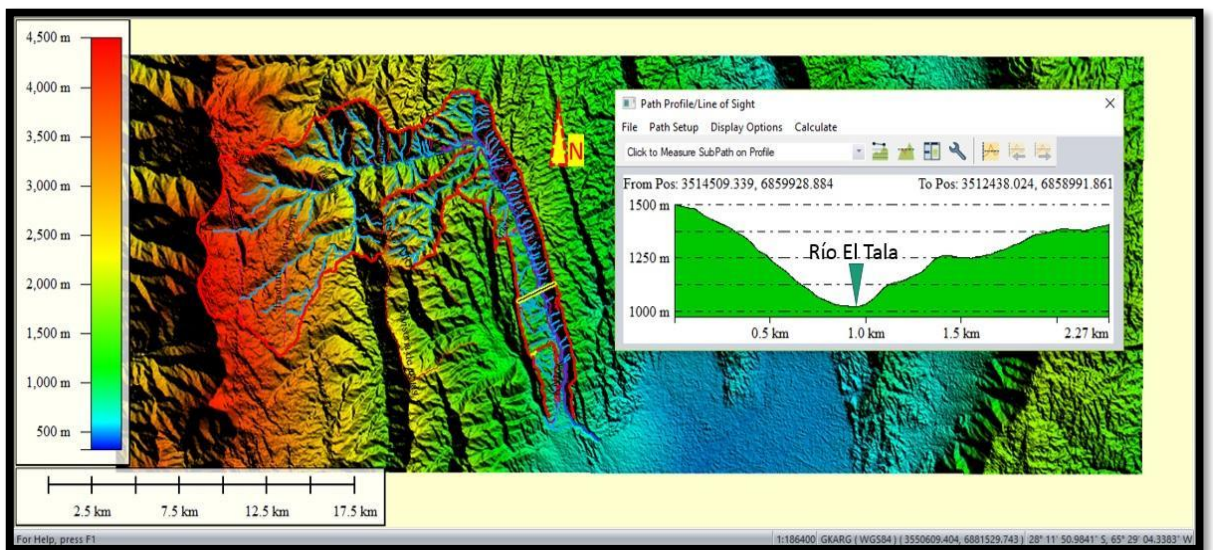 4,500 m
4,000 m
3,500 m
3,000 m
2,500 m
2,000 m
1,500 m
1,000 m
500 m
N
Path Profile/Line of Sight
File Path Setup Display Options Calculate
Click to Measure SubPath on Profile
From Pos: 3514509.339, 6859928.884 To Pos: 3512438.024, 6858991.861
1500 m
1250 m
1000 m
Río El Tala
0.5 km 1.0 km 1.5 km 2.27 km
2.5 km 7.5 km 12.5 km 17.5 km
For Help, press F1
1:186400 GKARG ( WGS84 ) ( 3550609.404, 6881529.743 ) 28° 11' 50.9841" S, 65° 29' 04.3383" W